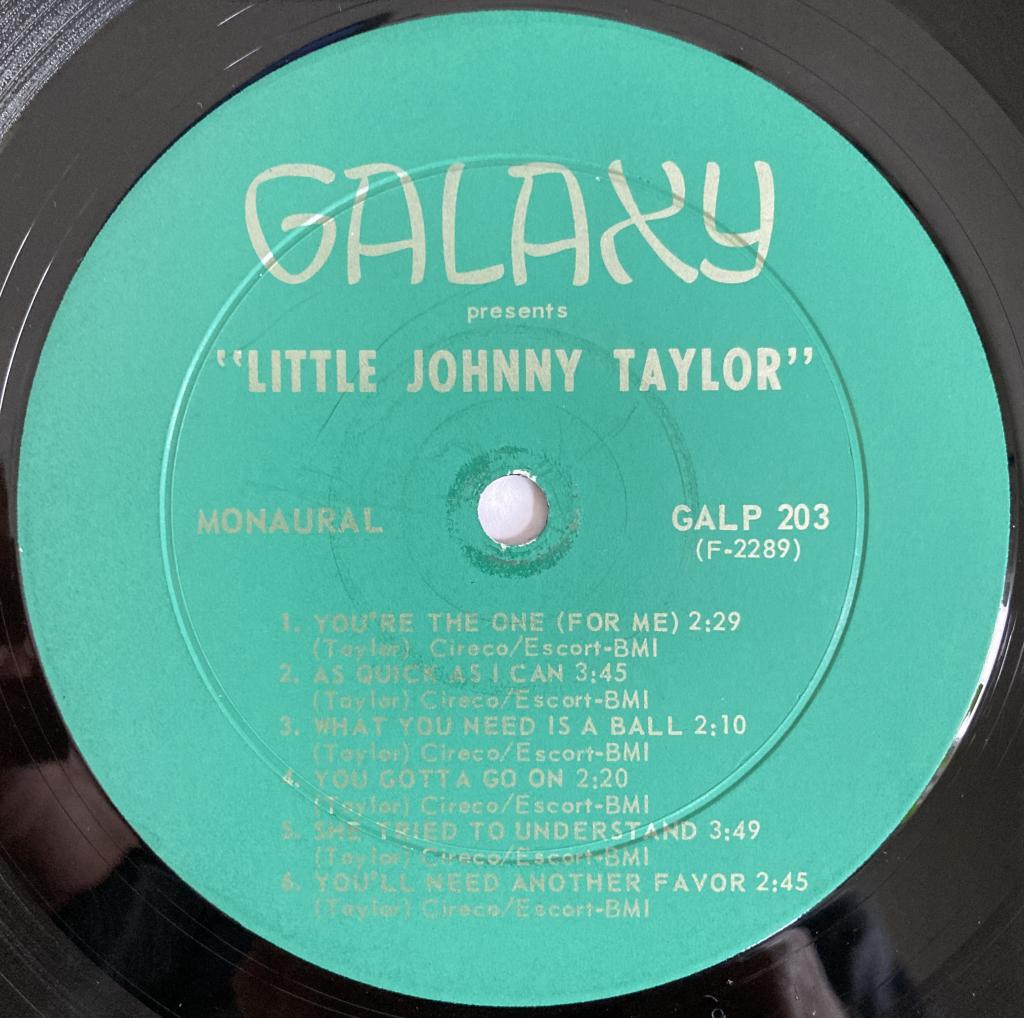 GALAXY
presents
"LITTLE JOHNNY TAYLOR"
MONAURAL
GALP 203
(F-2289)
1. YOU'RE THE ONE (FOR ME) 2:29
(Taylor) Cireco/Escort-BMI
2. AS QUICK AS I CAN 3:45
(Taylor) Cireco/Escort-BMI
3. WHAT YOU NEED IS A BALL 2:10
(Taylor) Cireco/Escort-BMI
4. YOU GOTTA GO ON 2:20
(Taylor) Cireco/Escort-BMI
5. SHE TRIED TO UNDERSTAND 3:49
(Taylor) Cireco/Escort-BMI
6. YOU'LL NEED ANOTHER FAVOR 2:45
(Taylor) Cireco/Escort-BMI